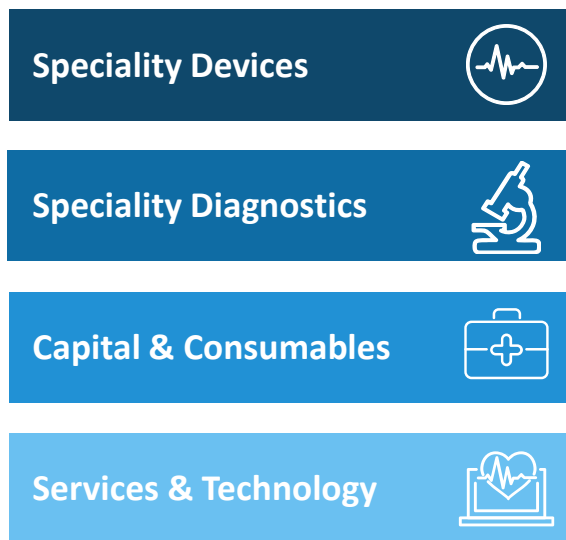 Speciality Devices
Speciality Diagnostics
Capital & Consumables
Services & Technology